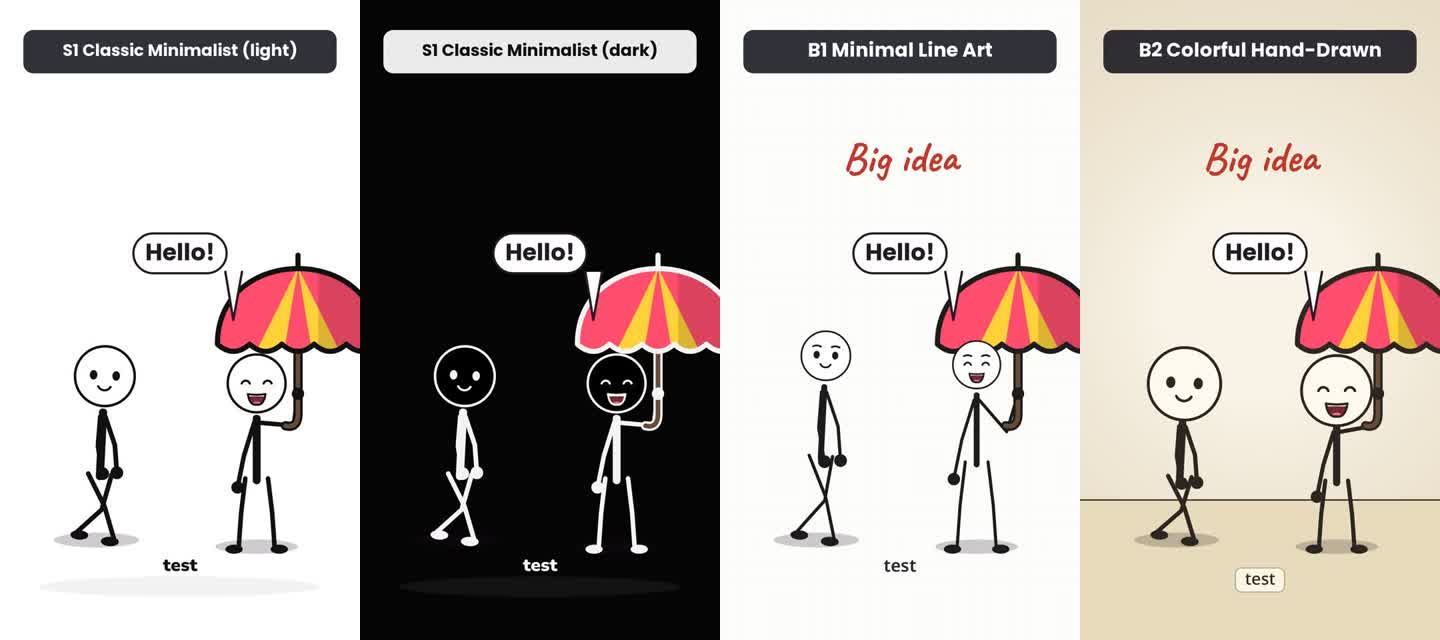 S1 Classic Minimalist (light)
Hello!
test
S1 Classic Minimalist (dark)
Hello!
test
B1 Minimal Line Art
Big idea
Hello!
test
B2 Colorful Hand-Drawn
Big idea
Hello!
test